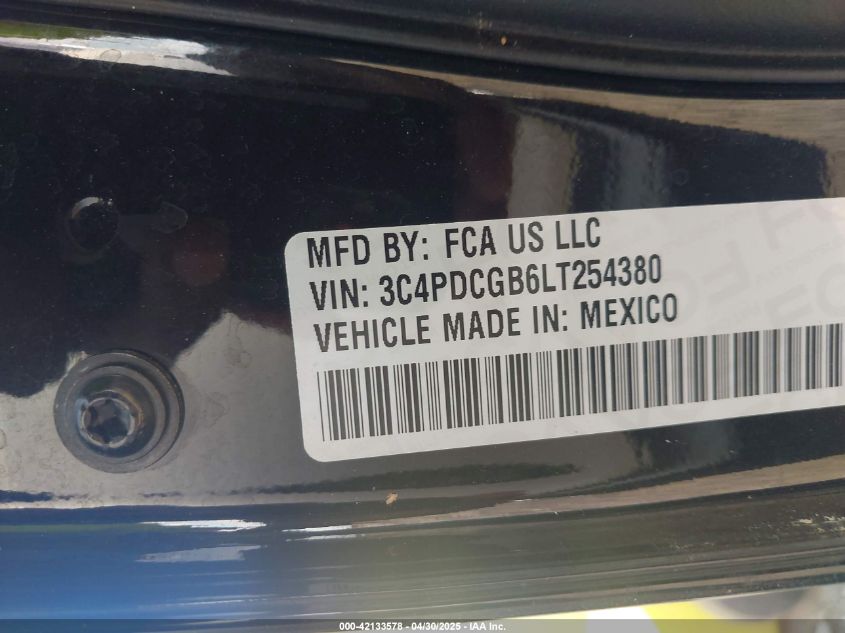 MFD BY: FCA US LLC
VIN: 3C4PDCGB6LT254380
VEHICLE MADE IN: MEXICO
000-42133578 - 04/30/2025 - IAA Inc.